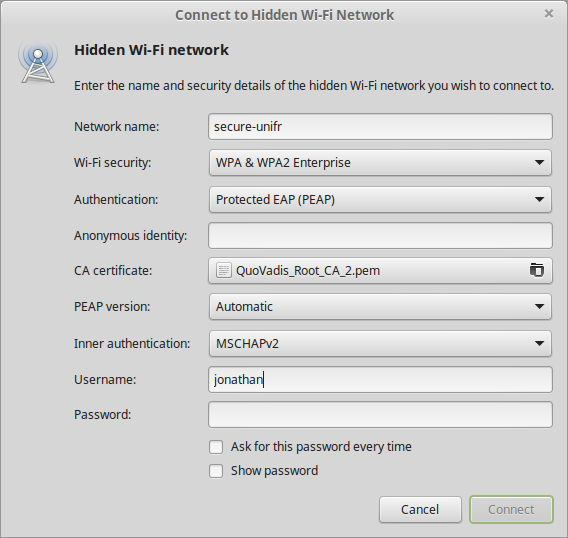 Connect to Hidden Wi-Fi Network
Hidden Wi-Fi network
Enter the name and security details of the hidden Wi-Fi network you wish to connect to.
Network name: secure-unifr
Wi-Fi security: WPA & WPA2 Enterprise
Authentication: Protected EAP (PEAP)
Anonymous identity:
CA certificate: QuoVadis_Root_CA_2.pem
PEAP version: Automatic
Inner authentication: MSCHAPv2
Username: jonathan
Password:
Ask for this password every time
Show password
Cancel Connect